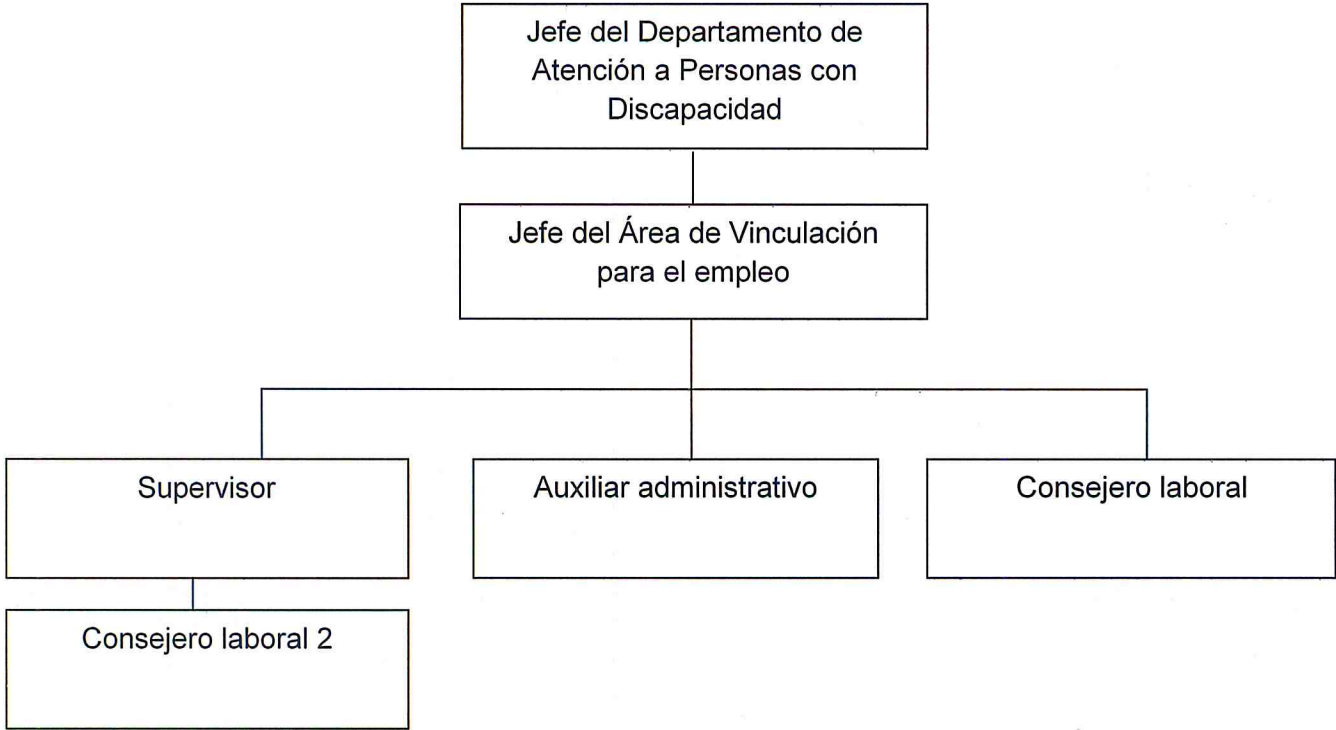 Jefe del Departamento de
Atención a Personas con
Discapacidad
Jefe del Área de Vinculación
para el empleo
Supervisor
Auxiliar administrativo
Consejero laboral
Consejero laboral 2